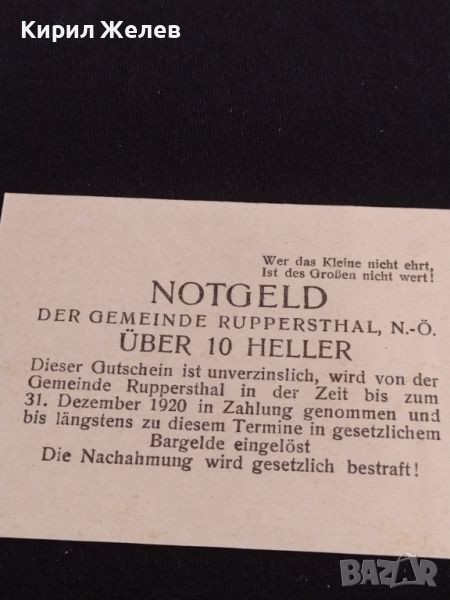 Кирил Желев
Wer das Kleine nicht ehrt,
Ist des Großen nicht wert!
NOTGELD
DER GEMEINDE RUPPERSTHAL, N.-Ö.
ÜBER 10 HELLER
Dieser Gutschein ist unverzinslich, wird von der
Gemeinde Ruppersthal in der Zeit bis zum
31. Dezember 1920 in Zahlung genommen und
bis längstens zu diesem Termine in gesetzlichem
Bargelde eingelöst
Die Nachahmung wird gesetzlich bestraft!
BAZAR